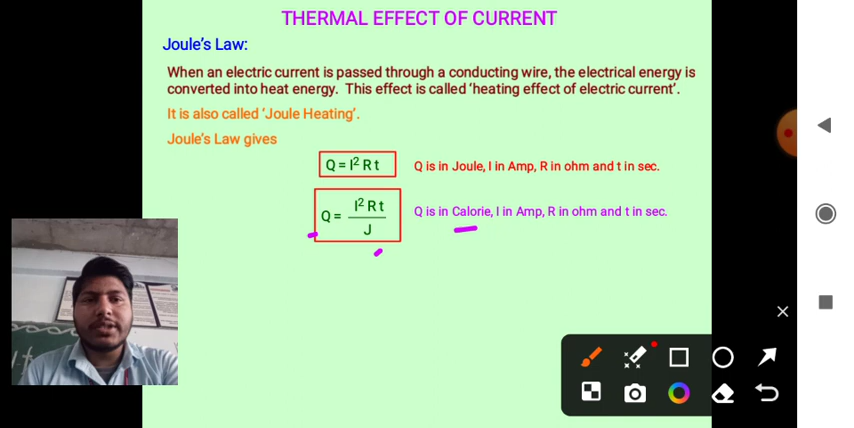 THERMAL EFFECT OF CURRENT
Joule's Law:
When an electric current is passed through a conducting wire, the electrical energy is
converted into heat energy. This effect is called ‘heating effect of electric current’.
It is also called ‘Joule Heating’.
Joule’s Law gives
Q = I² R t Q is in Joule, I in Amp, R in ohm and t in sec.
Q = I² R t / J Q is in Calorie, I in Amp, R in ohm and t in sec.